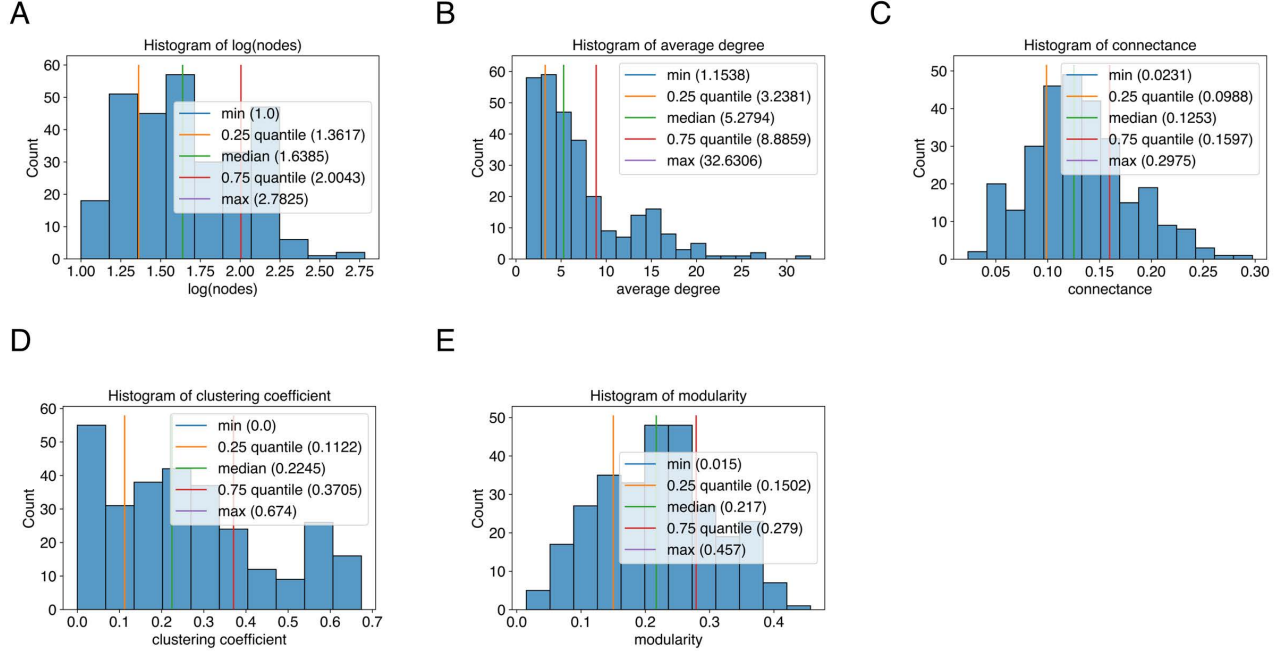 A
Histogram of log(nodes)
60
50
40
30
20
10
0
Count
min (1.0)
0.25 quantile (1.3617)
median (1.6385)
0.75 quantile (2.0043)
max (2.7825)
1.00 1.25 1.50 1.75 2.00 2.25 2.50 2.75
log(nodes)
B
Histogram of average degree
60
50
40
30
20
10
0
Count
min (1.1538)
0.25 quantile (3.2381)
median (5.2794)
0.75 quantile (8.8859)
max (32.6306)
0 5 10 15 20 25 30
average degree
C
Histogram of connectance
50
40
30
20
10
0
Count
min (0.0231)
0.25 quantile (0.0988)
median (0.1253)
0.75 quantile (0.1597)
max (0.2975)
0.05 0.10 0.15 0.20 0.25 0.30
connectance
D
Histogram of clustering coefficient
60
50
40
30
20
10
0
Count
min (0.0)
0.25 quantile (0.1122)
median (0.2245)
0.75 quantile (0.3705)
max (0.674)
0.0 0.1 0.2 0.3 0.4 0.5 0.6 0.7
clustering coefficient
E
Histogram of modularity
50
40
30
20
10
0
Count
min (0.015)
0.25 quantile (0.1502)
median (0.217)
0.75 quantile (0.279)
max (0.457)
0.0 0.1 0.2 0.3 0.4
modularity